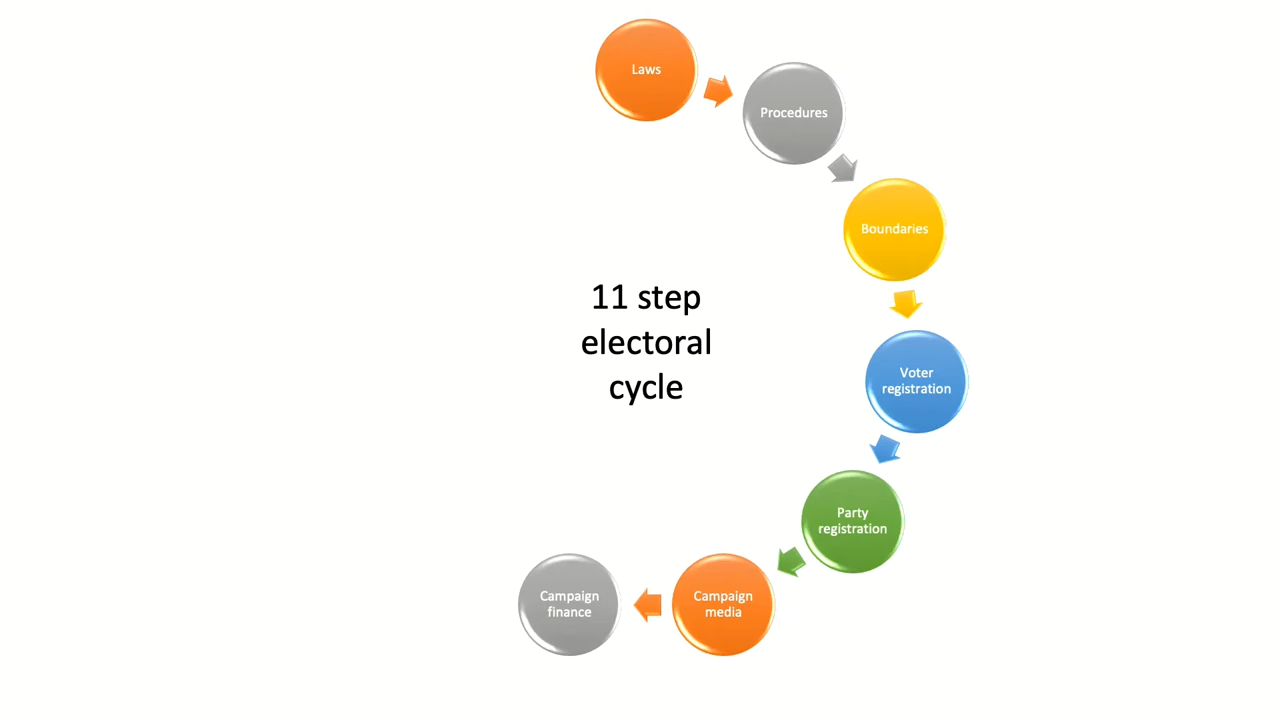 Laws
Procedures
Boundaries
11 step
electoral
cycle
Voter
registration
Party
registration
Campaign
media
Campaign
finance